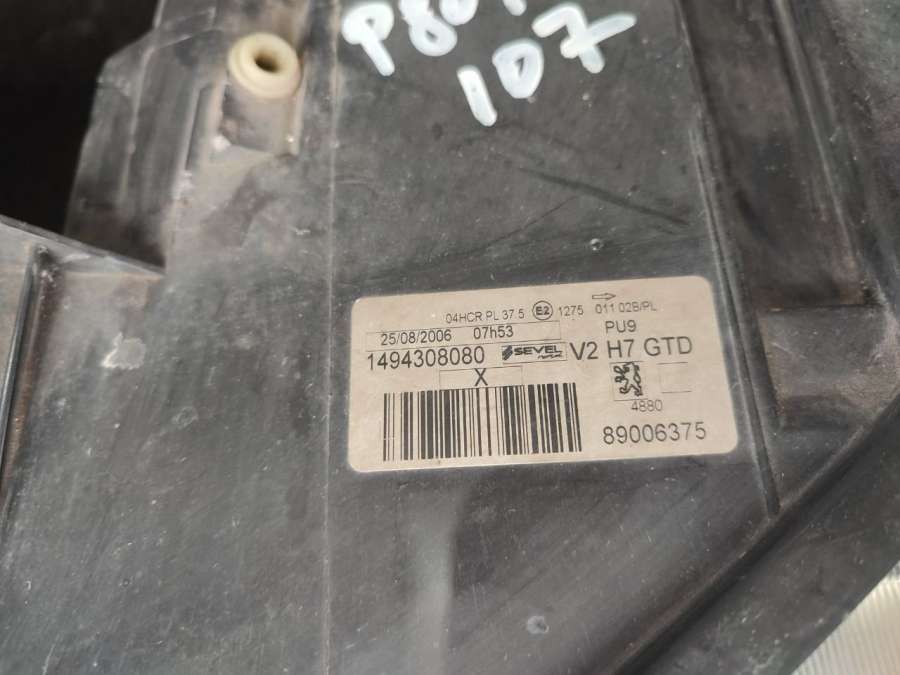 107
04HCR PL 37.5 E2 1275 011 02B/PL
25/08/2006 07h53 PU9
1494308080 SEVEL V2 H7 GTD
X
4880
89006375